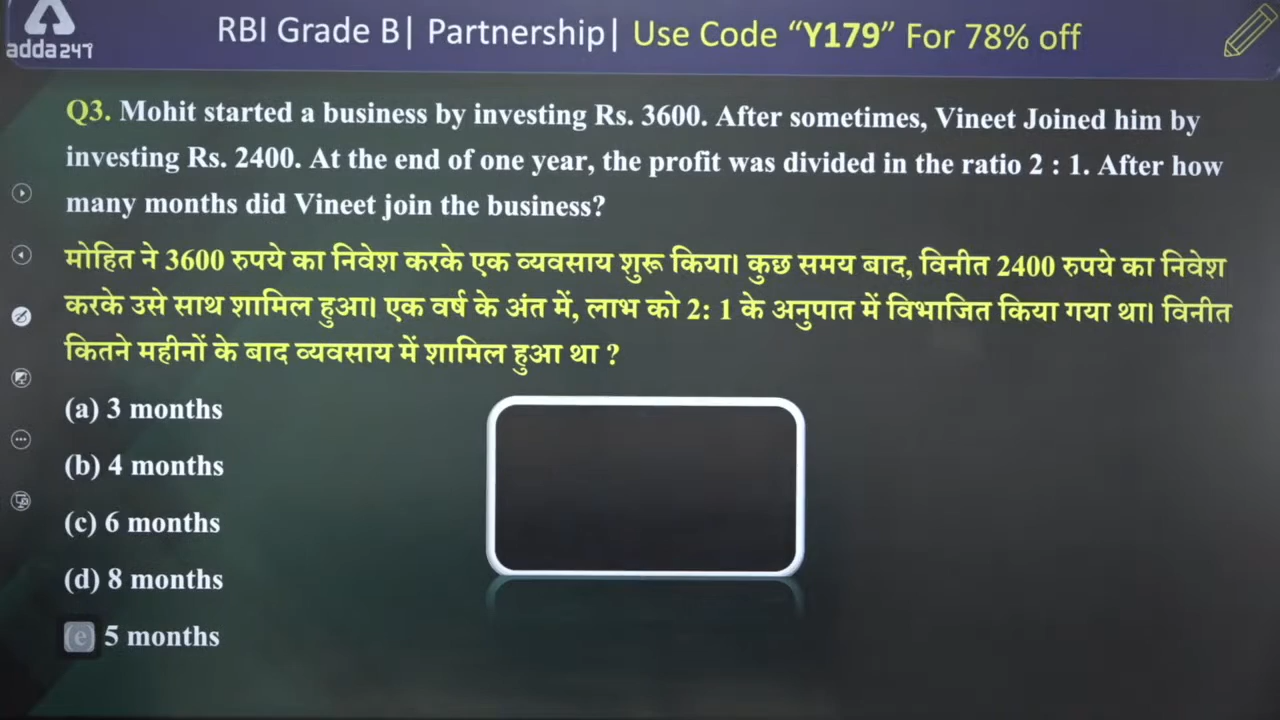 adda247
RBI Grade B| Partnership| Use Code “Y179” For 78% off
Q3. Mohit started a business by investing Rs. 3600. After sometimes, Vineet Joined him by
investing Rs. 2400. At the end of one year, the profit was divided in the ratio 2 : 1. After how
many months did Vineet join the business?
मोहित ने 3600 रुपये का निवेश करके एक व्यवसाय शुरू किया। कुछ समय बाद, विनीत 2400 रुपये का निवेश
करके उसे साथ शामिल हुआ। एक वर्ष के अंत में, लाभ को 2: 1 के अनुपात में विभाजित किया गया था। विनीत
कितने महीनों के बाद व्यवसाय में शामिल हुआ था ?
(a) 3 months
(b) 4 months
(c) 6 months
(d) 8 months
(e) 5 months